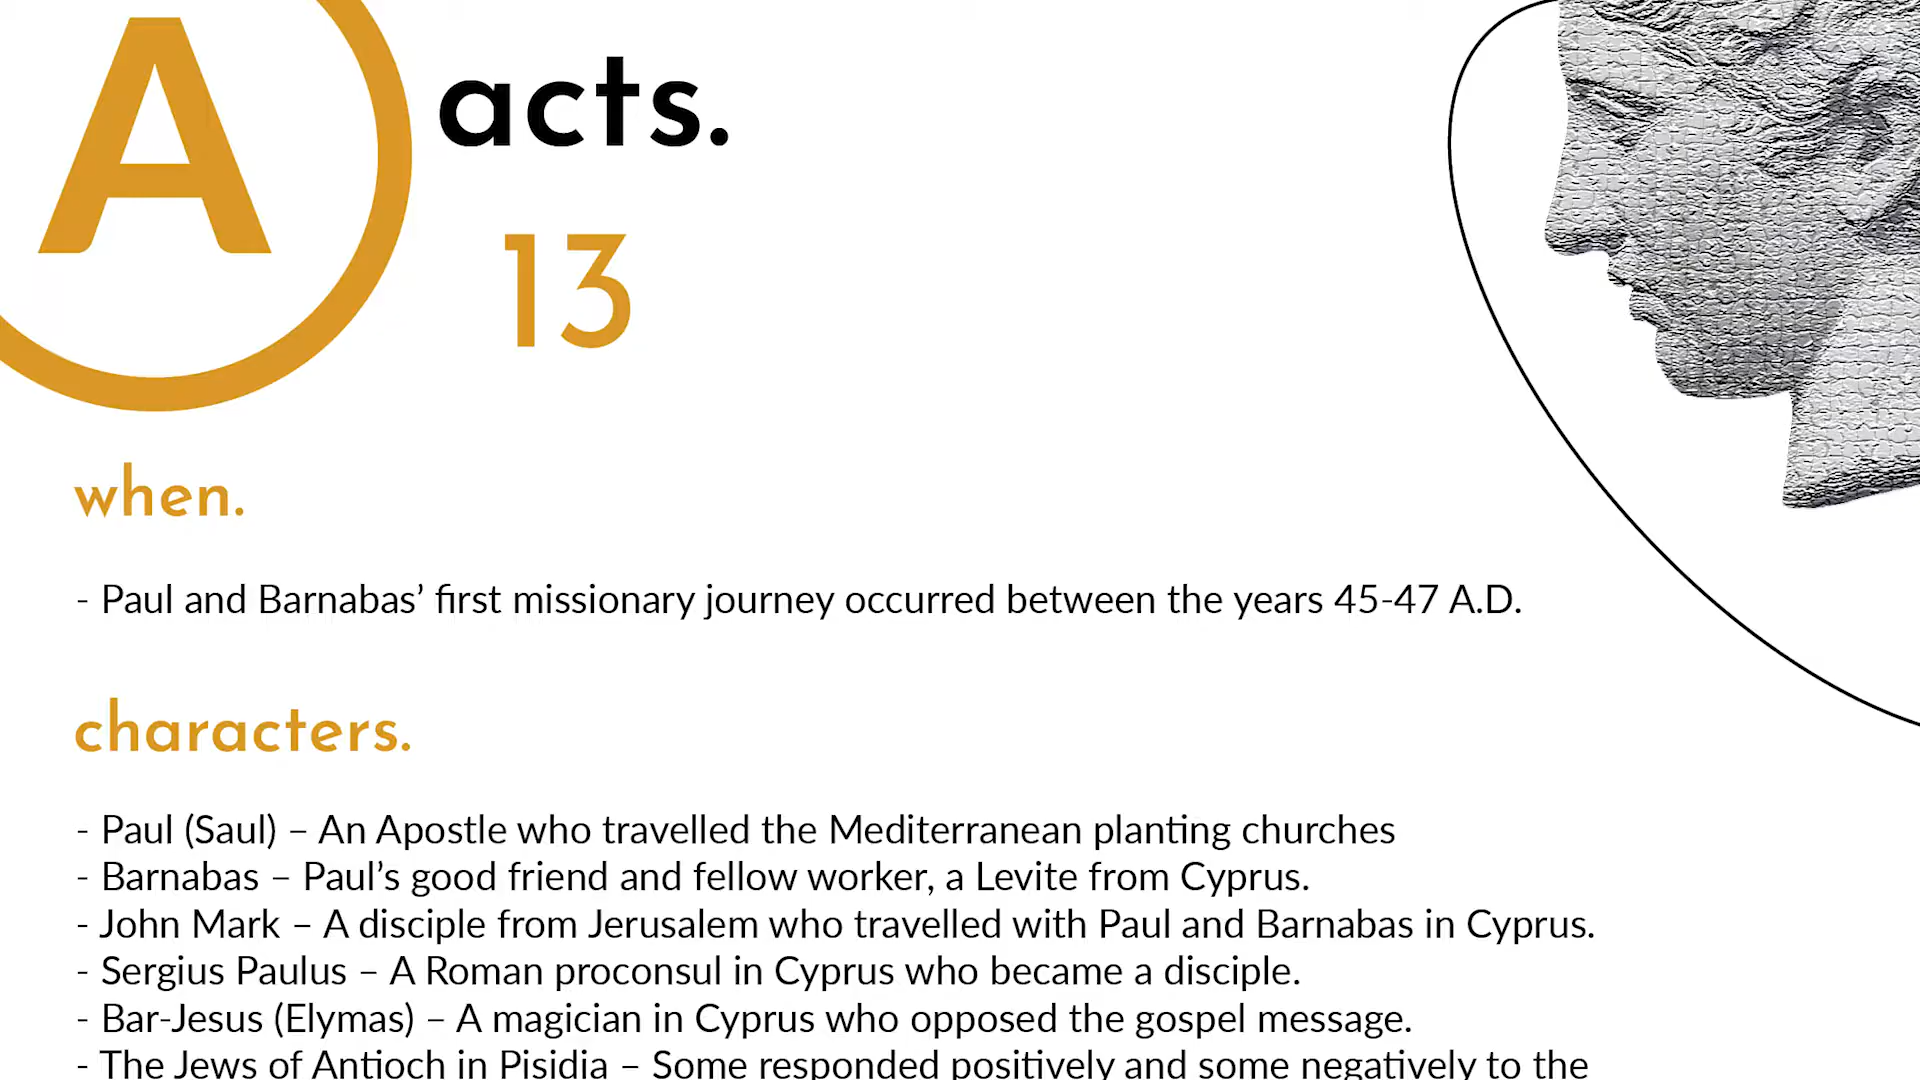 A
acts.
13
when.
- Paul and Barnabas’ first missionary journey occurred between the years 45-47 A.D.
characters.
- Paul (Saul) – An Apostle who travelled the Mediterranean planting churches
- Barnabas – Paul’s good friend and fellow worker, a Levite from Cyprus.
- John Mark – A disciple from Jerusalem who travelled with Paul and Barnabas in Cyprus.
- Sergius Paulus – A Roman proconsul in Cyprus who became a disciple.
- Bar-Jesus (Elymas) – A magician in Cyprus who opposed the gospel message.
- The Jews of Antioch in Pisidia – Some responded positively and some negatively to the